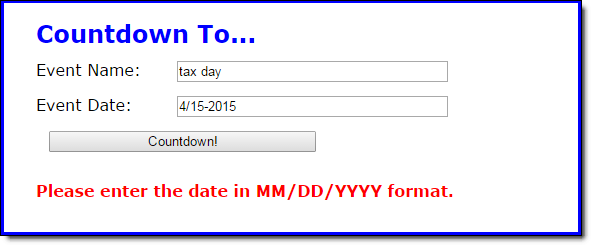 Countdown To...
Event Name: tax day
Event Date: 4/15-2015
Countdown!
Please enter the date in MM/DD/YYYY format.